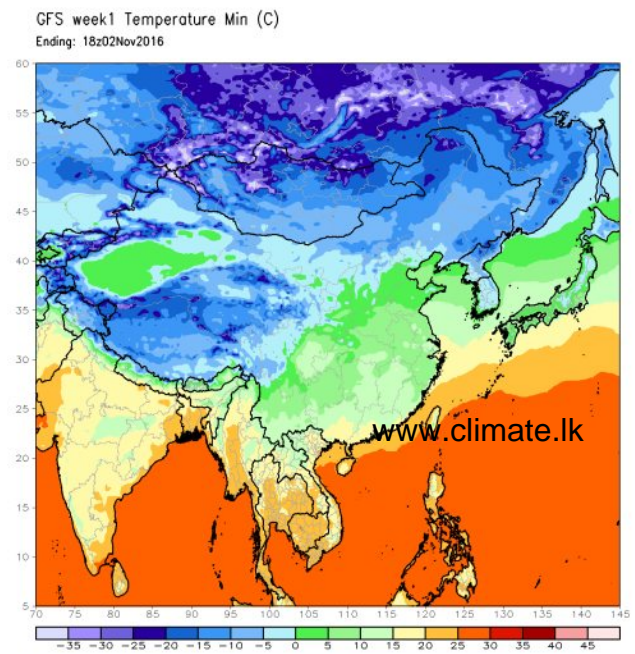 GFS week1 Temperature Min (C)
Ending: 18z02Nov2016
60
55
50
45
40
35
30
25
20
15
10
5
www.climate.lk
70 75 80 85 90 95 100 105 110 115 120 125 130 135 140 145
-35 -30 -25 -20 -15 -10 -5 0 5 10 15 20 25 30 35 40 45